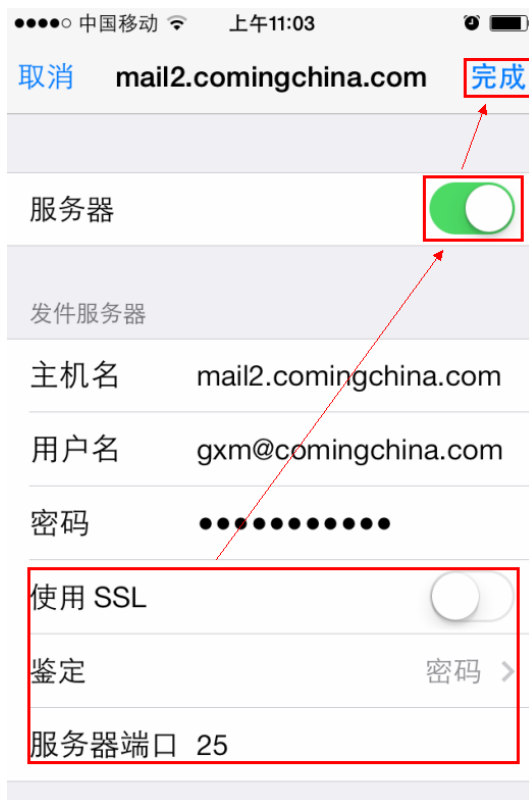 中国移动 上午11:03
取消 mail2.comingchina.com 完成
服务器
发件服务器
主机名 mail2.comingchina.com
用户名 gxm@comingchina.com
密码 ●●●●●●●●●●●
使用 SSL
鉴定 密码
服务器端口 25